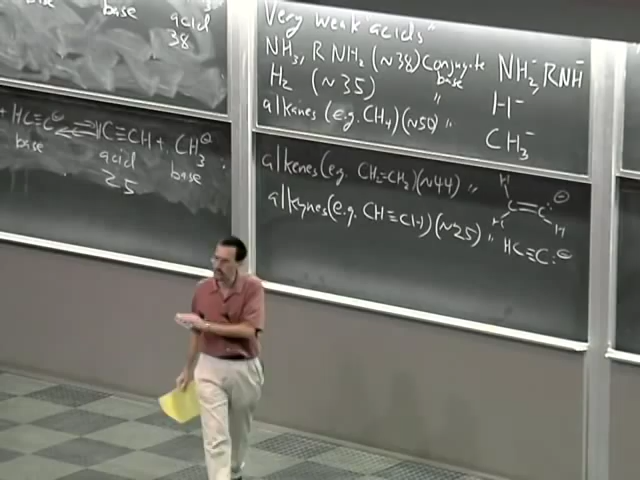 base acid
38
+ HC≡C⊖ ⇌ HC≡CH + CH₃⊖
base acid base
25
Very weak "acids"
NH₃, RNH₂ (~38) Conjugate base NH₂⁻, RNH⁻
H₂ (~35) " H⁻
alkanes (e.g. CH₄) (~50) " CH₃⁻
alkenes (e.g. CH₂=CH₂) (~44) " H H C=C:⊖ H
alkynes (e.g. CH≡CH) (~25) " HC≡C:⊖